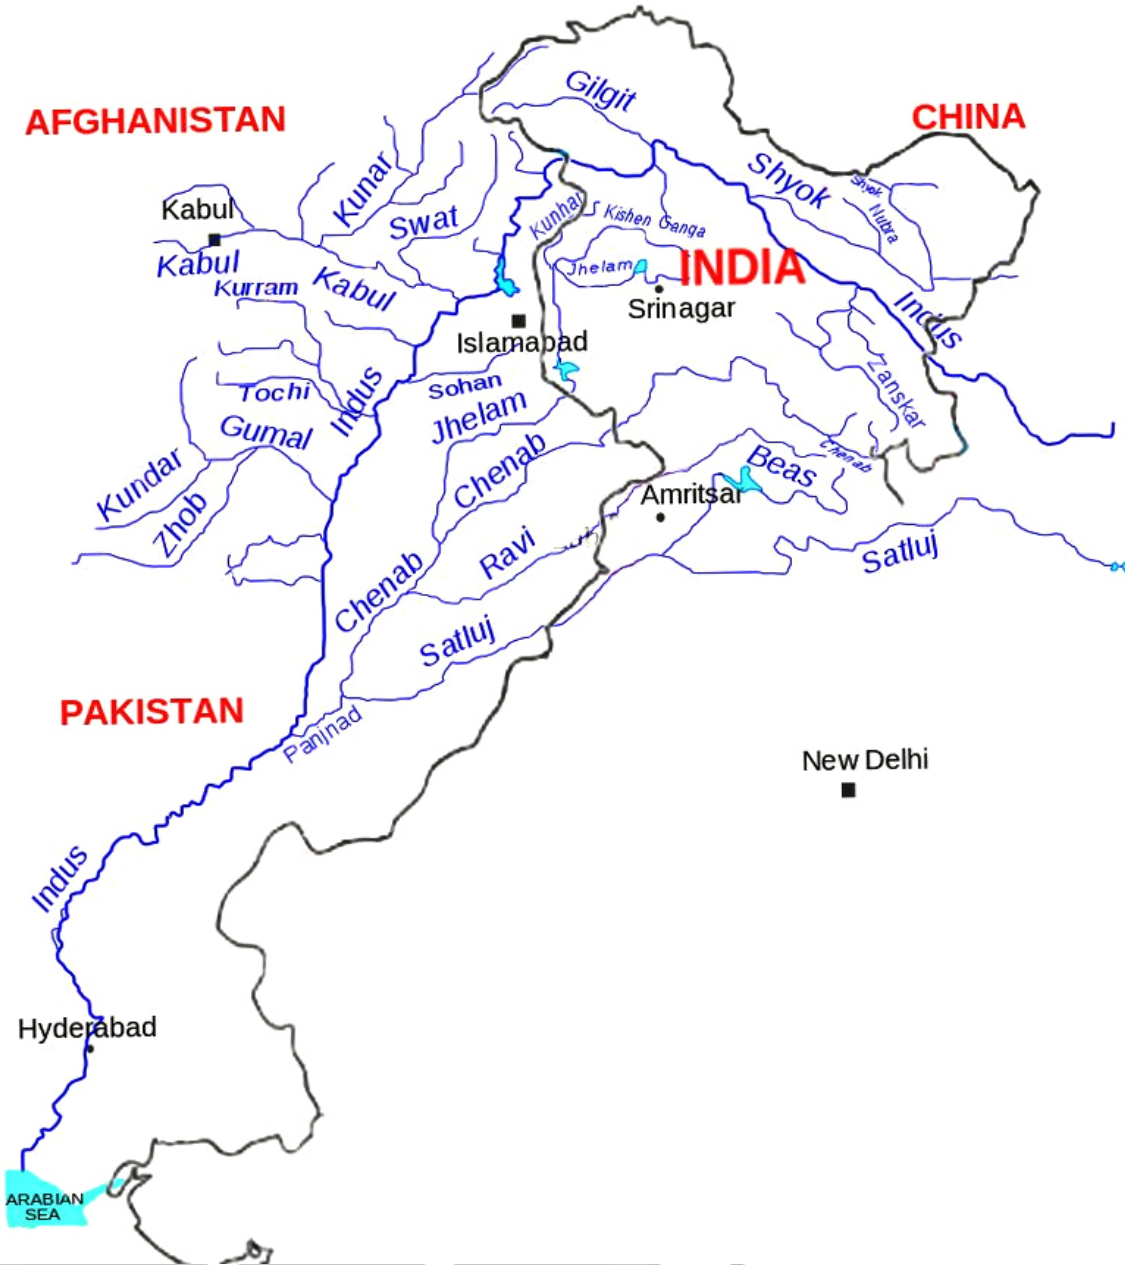 Gilgit
AFGHANISTAN
CHINA
Shyok
Shyok
Kunar
Kabul
Swat
Kunhar
Kishen Ganga
Nubra
Kabul
Kurram
Kabul
Jhelam
INDIA
Srinagar
Indus
Islamabad
Sohan
Zanskar
Tochi
Indus
Jhelam
Gumal
Chenab
Chenab
Beas
Kundar
Zhob
Amritsar
Ravi
Satluj
Chenab
Satluj
PAKISTAN
Panjnad
New Delhi
Indus
Hyderabad
ARABIAN
SEA